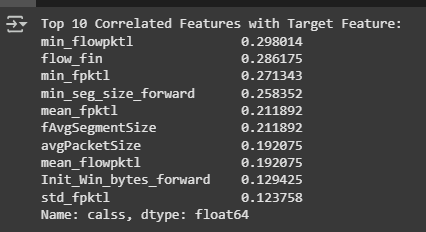 Top 10 Correlated Features with Target Feature:
min_flowpktl 0.298014
flow_fin 0.286175
min_fpktl 0.271343
min_seg_size_forward 0.258352
mean_fpktl 0.211892
fAvgSegmentSize 0.211892
avgPacketSize 0.192075
mean_flowpktl 0.192075
Init_Win_bytes_forward 0.129425
std_fpktl 0.123758
Name: calss, dtype: float64